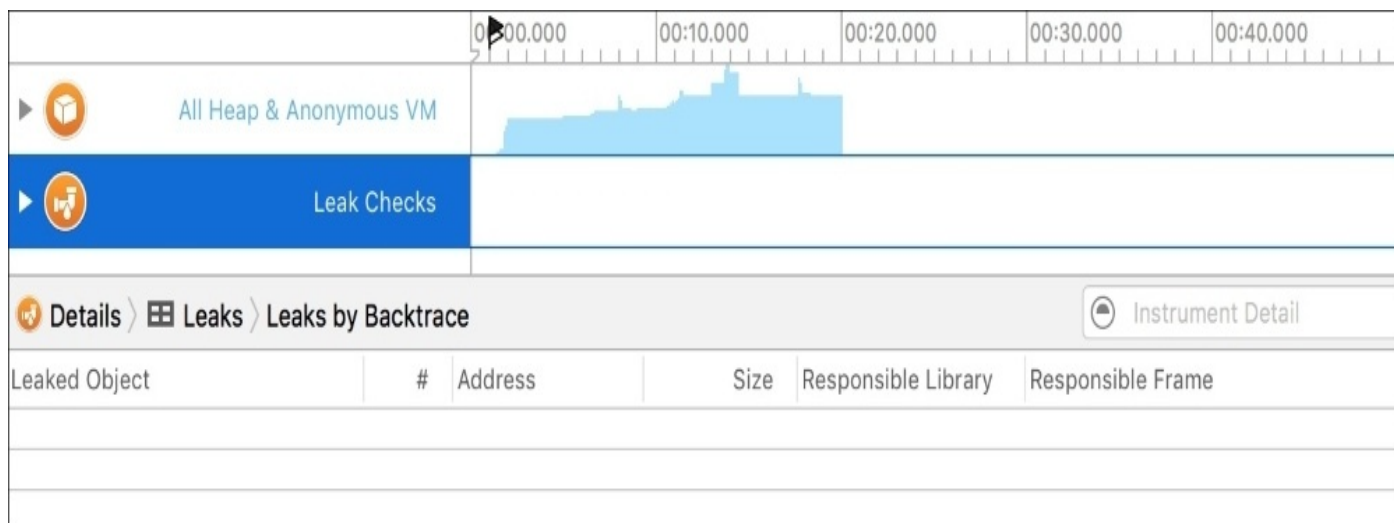 00:00.000 00:10.000 00:20.000 00:30.000 00:40.000
All Heap & Anonymous VM
Leak Checks
Details Leaks Leaks by Backtrace Instrument Detail
Leaked Object # Address Size Responsible Library Responsible Frame